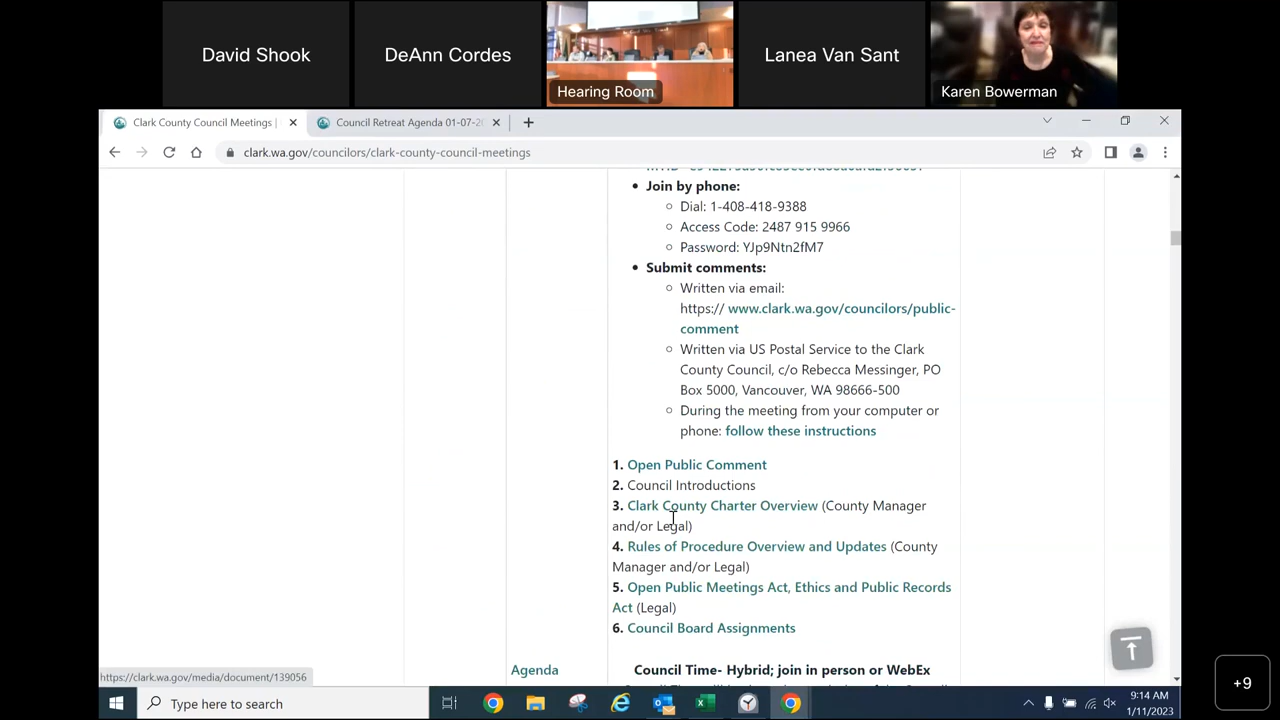 David Shook
DeAnn Cordes
Hearing Room
Lanea Van Sant
Karen Bowerman
Clark County Council Meetings |
Council Retreat Agenda 01-07-20
clark.wa.gov/councilors/clark-county-council-meetings
• Join by phone:
Dial: 1-408-418-9388
Access Code: 2487 915 9966
Password: YJp9Ntn2fM7
• Submit comments:
Written via email:
https:// www.clark.wa.gov/councilors/public-
comment
Written via US Postal Service to the Clark
County Council, c/o Rebecca Messinger, PO
Box 5000, Vancouver, WA 98666-500
During the meeting from your computer or
phone: follow these instructions
1. Open Public Comment
2. Council Introductions
3. Clark County Charter Overview (County Manager
and/or Legal)
4. Rules of Procedure Overview and Updates (County
Manager and/or Legal)
5. Open Public Meetings Act, Ethics and Public Records
Act (Legal)
6. Council Board Assignments
Agenda
Council Time- Hybrid; join in person or WebEx
https://clark.wa.gov/media/document/139056
Type here to search
9:14 AM
1/11/2023
+9